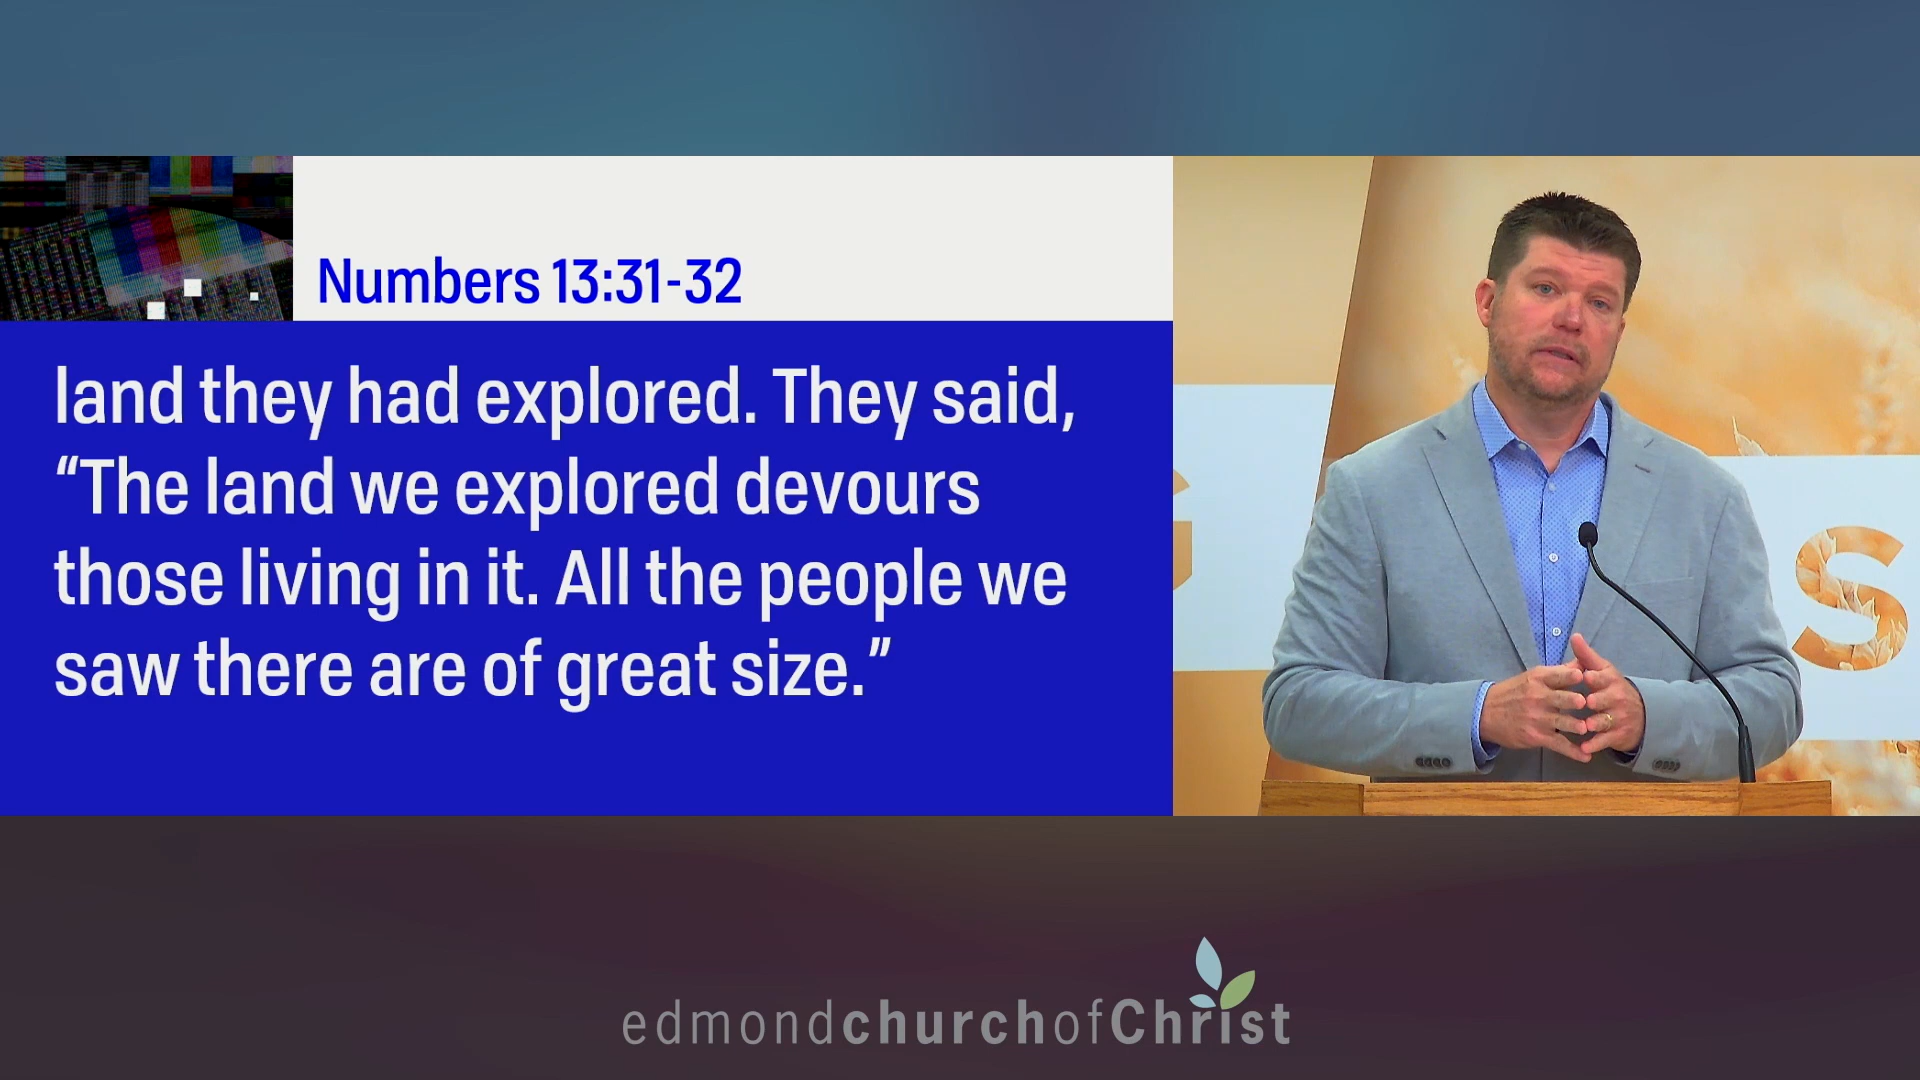 Numbers 13:31-32
land they had explored. They said,
“The land we explored devours
those living in it. All the people we
saw there are of great size.”
G
S
edmondchurchofChrist